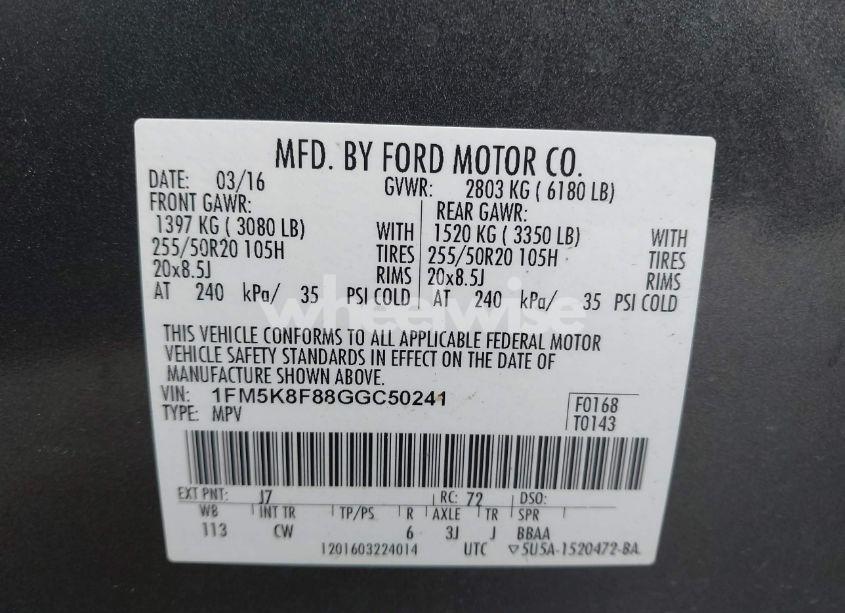 MFD. BY FORD MOTOR CO.
DATE: 03/16 GVWR: 2803 KG ( 6180 LB)
FRONT GAWR: REAR GAWR:
1397 KG ( 3080 LB) WITH 1520 KG ( 3350 LB) WITH
255/50R20 105H TIRES 255/50R20 105H TIRES
20x8.5J RIMS 20x8.5J RIMS
AT 240 kPa/ 35 PSI COLD AT 240 kPa/ 35 PSI COLD
wheelwise
THIS VEHICLE CONFORMS TO ALL APPLICABLE FEDERAL MOTOR
VEHICLE SAFETY STANDARDS IN EFFECT ON THE DATE OF
MANUFACTURE SHOWN ABOVE.
VIN: 1FM5K8F88GGC50241 F0168
TYPE: MPV T0143
EXT PNT: J7 RC: 72 DSO:
WB INT TR TP/PS R AXLE TR SPR
113 CW 6 3J J BBAA
1201603224014 UTC ▽5U5A-1520472-BA